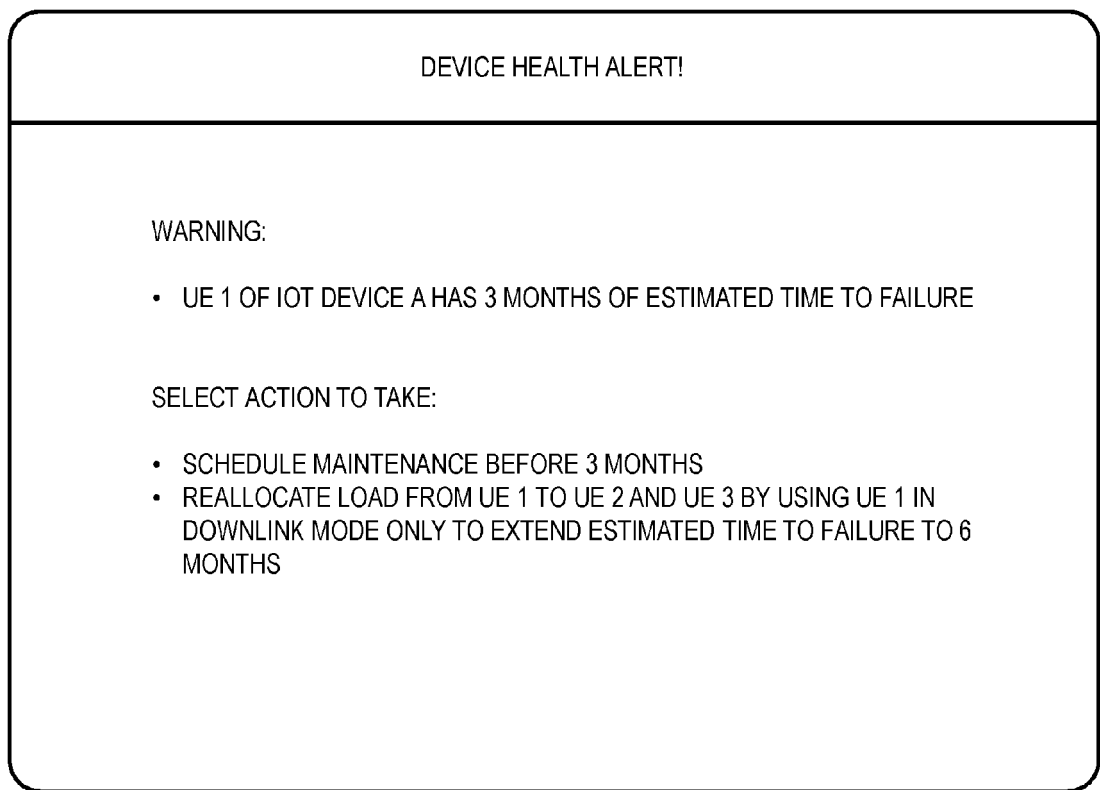 DEVICE HEALTH ALERT!
WARNING:
• UE 1 OF IOT DEVICE A HAS 3 MONTHS OF ESTIMATED TIME TO FAILURE
SELECT ACTION TO TAKE:
• SCHEDULE MAINTENANCE BEFORE 3 MONTHS
• REALLOCATE LOAD FROM UE 1 TO UE 2 AND UE 3 BY USING UE 1 IN
DOWNLINK MODE ONLY TO EXTEND ESTIMATED TIME TO FAILURE TO 6
MONTHS